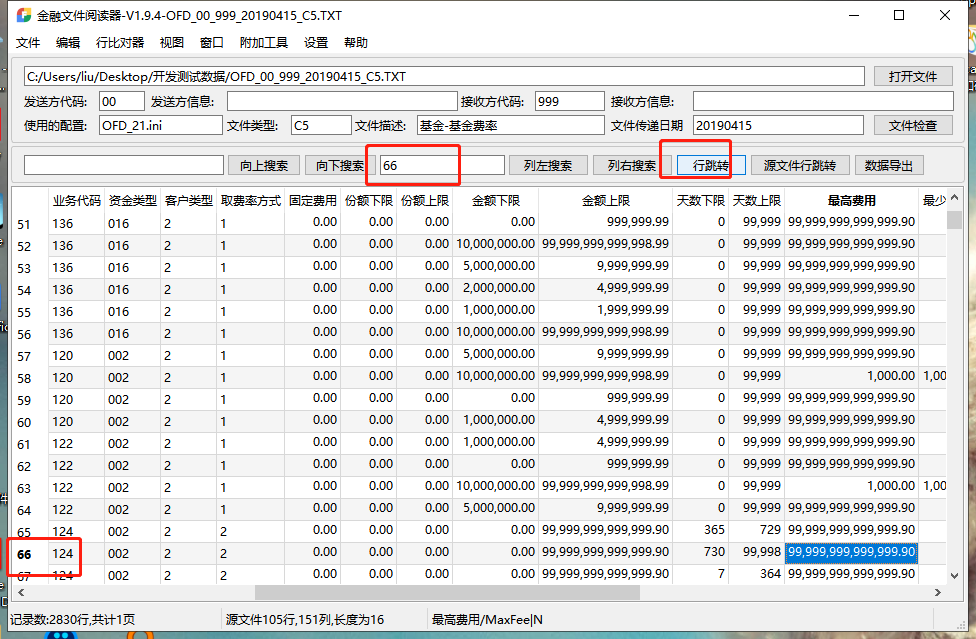 金融文件阅读器-V1.9.4-OFD_00_999_20190415_C5.TXT
文件 编辑 行比对器 视图 窗口 附加工具 设置 帮助
C:/Users/liu/Desktop/开发测试数据/OFD_00_999_20190415_C5.TXT 打开文件
发送方代码: 00 发送方信息: 接收方代码: 999 接收方信息:
使用的配置: OFD_21.ini 文件类型: C5 文件描述: 基金-基金费率 文件传递日期 20190415 文件检查
向上搜索 向下搜索 66 列左搜索 列右搜索 行跳转 源文件行跳转 数据导出
业务代码 资金类型 客户类型 取费率方式 固定费用 份额下限 份额上限 金额下限 金额上限 天数下限 天数上限 最高费用 最少
51 136 016 2 1 0.00 0.00 0.00 0.00 999,999.99 0 99,999 99,999,999,999,999.90
52 136 016 2 1 0.00 0.00 0.00 10,000,000.00 99,999,999,999,998.99 0 99,999 99,999,999,999,999.90
53 136 016 2 1 0.00 0.00 0.00 5,000,000.00 9,999,999.99 0 99,999 99,999,999,999,999.90
54 136 016 2 1 0.00 0.00 0.00 2,000,000.00 4,999,999.99 0 99,999 99,999,999,999,999.90
55 136 016 2 1 0.00 0.00 0.00 1,000,000.00 1,999,999.99 0 99,999 99,999,999,999,999.90
56 136 016 2 1 0.00 0.00 0.00 10,000,000.00 99,999,999,999,998.99 0 99,999 99,999,999,999,999.90
57 120 002 2 1 0.00 0.00 0.00 5,000,000.00 9,999,999.99 0 99,999 99,999,999,999,999.90
58 120 002 2 1 0.00 0.00 0.00 10,000,000.00 99,999,999,999,998.99 0 99,999 1,000.00 1,00
59 120 002 2 1 0.00 0.00 0.00 0.00 999,999.99 0 99,999 99,999,999,999,999.90
60 120 002 2 1 0.00 0.00 0.00 1,000,000.00 4,999,999.99 0 99,999 99,999,999,999,999.90
61 122 002 2 1 0.00 0.00 0.00 1,000,000.00 4,999,999.99 0 99,999 99,999,999,999,999.90
62 122 002 2 1 0.00 0.00 0.00 0.00 999,999.99 0 99,999 99,999,999,999,999.90
63 122 002 2 1 0.00 0.00 0.00 10,000,000.00 99,999,999,999,998.99 0 99,999 1,000.00 1,00
64 122 002 2 1 0.00 0.00 0.00 5,000,000.00 9,999,999.99 0 99,999 99,999,999,999,999.90
65 124 002 2 2 0.00 0.00 0.00 0.00 99,999,999,999,999.90 365 729 99,999,999,999,999.90
66 124 002 2 2 0.00 0.00 0.00 0.00 99,999,999,999,999.90 730 99,998 99,999,999,999,999.90
67 124 002 2 2 0.00 0.00 0.00 0.00 99,999,999,999,999.90 7 364 99,999,999,999,999.90
记录数:2830行,共计1页 源文件105行,151列,长度为16 最高费用/MaxFee|N